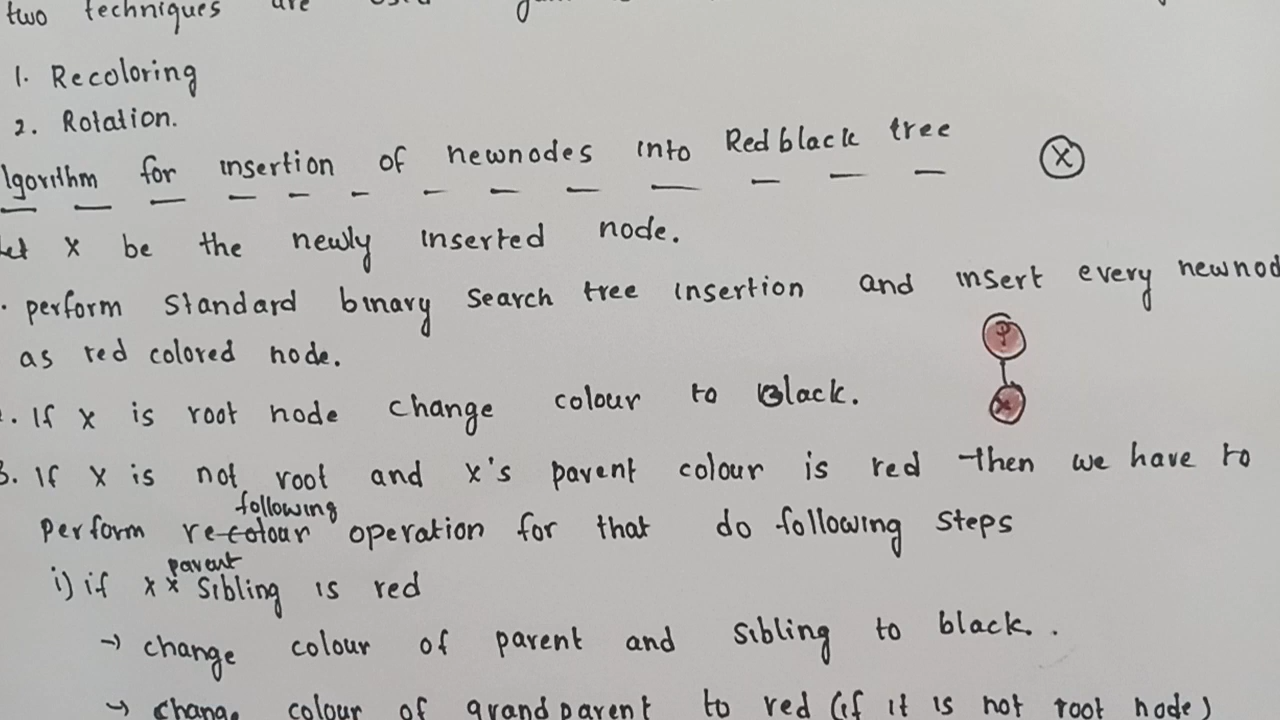 two techniques are
1. Recoloring
2. Rotation.
lgorithm for insertion of newnodes into Red black tree
X
Let X be the newly inserted node.
. perform standard binary search tree insertion and insert every newnod
as red colored node.
P
X
. If X is root node change colour to Black.
3. If X is not root and X's parent colour is red then we have to
following
perform re-colour operation for that do following steps
parent
i) if x x sibling is red
→ change colour of parent and sibling to black..
→ change colour of grandparent to red (if it is not root node)